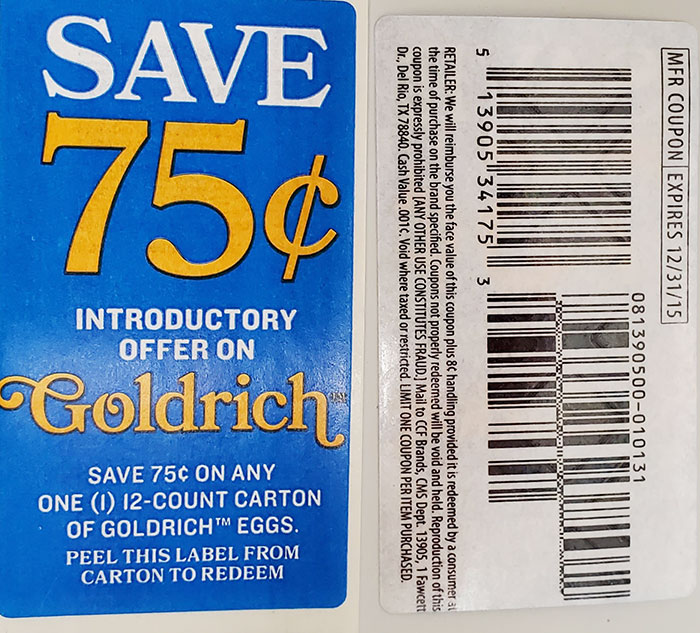 SAVE
75¢
INTRODUCTORY
OFFER ON
Goldrich™
SAVE 75¢ ON ANY
ONE (1) 12-COUNT CARTON
OF GOLDRICH™ EGGS.
PEEL THIS LABEL FROM
CARTON TO REDEEM
MFR COUPON EXPIRES 12/31/15
081390500-010131
5 13905 34175 3
RETAILER: We will reimburse you the face value of this coupon plus 8¢ handling provided it is redeemed by a consumer at
the time of purchase on the brand specified. Coupons not properly redeemed will be void and held. Reproduction of this
coupon is expressly prohibited [ANY OTHER USE CONSTITUTES FRAUD.] Mail to CCF Brands, CMS Dept. 13905, 1 Fawcett
Dr., Del Rio, TX 78840. Cash Value .001¢. Void where taxed or restricted. LIMIT ONE COUPON PER ITEM PURCHASED.